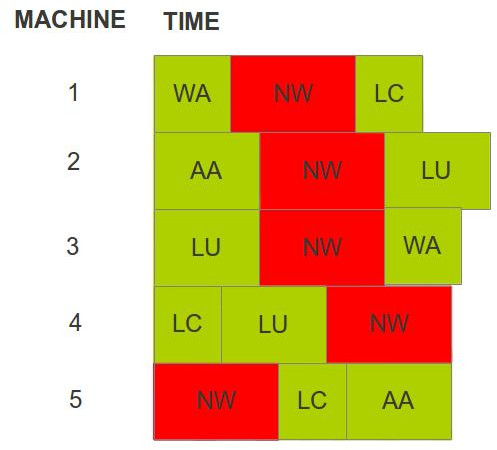 MACHINE TIME
1 WA NW LC
2 AA NW LU
3 LU NW WA
4 LC LU NW
5 NW LC AA